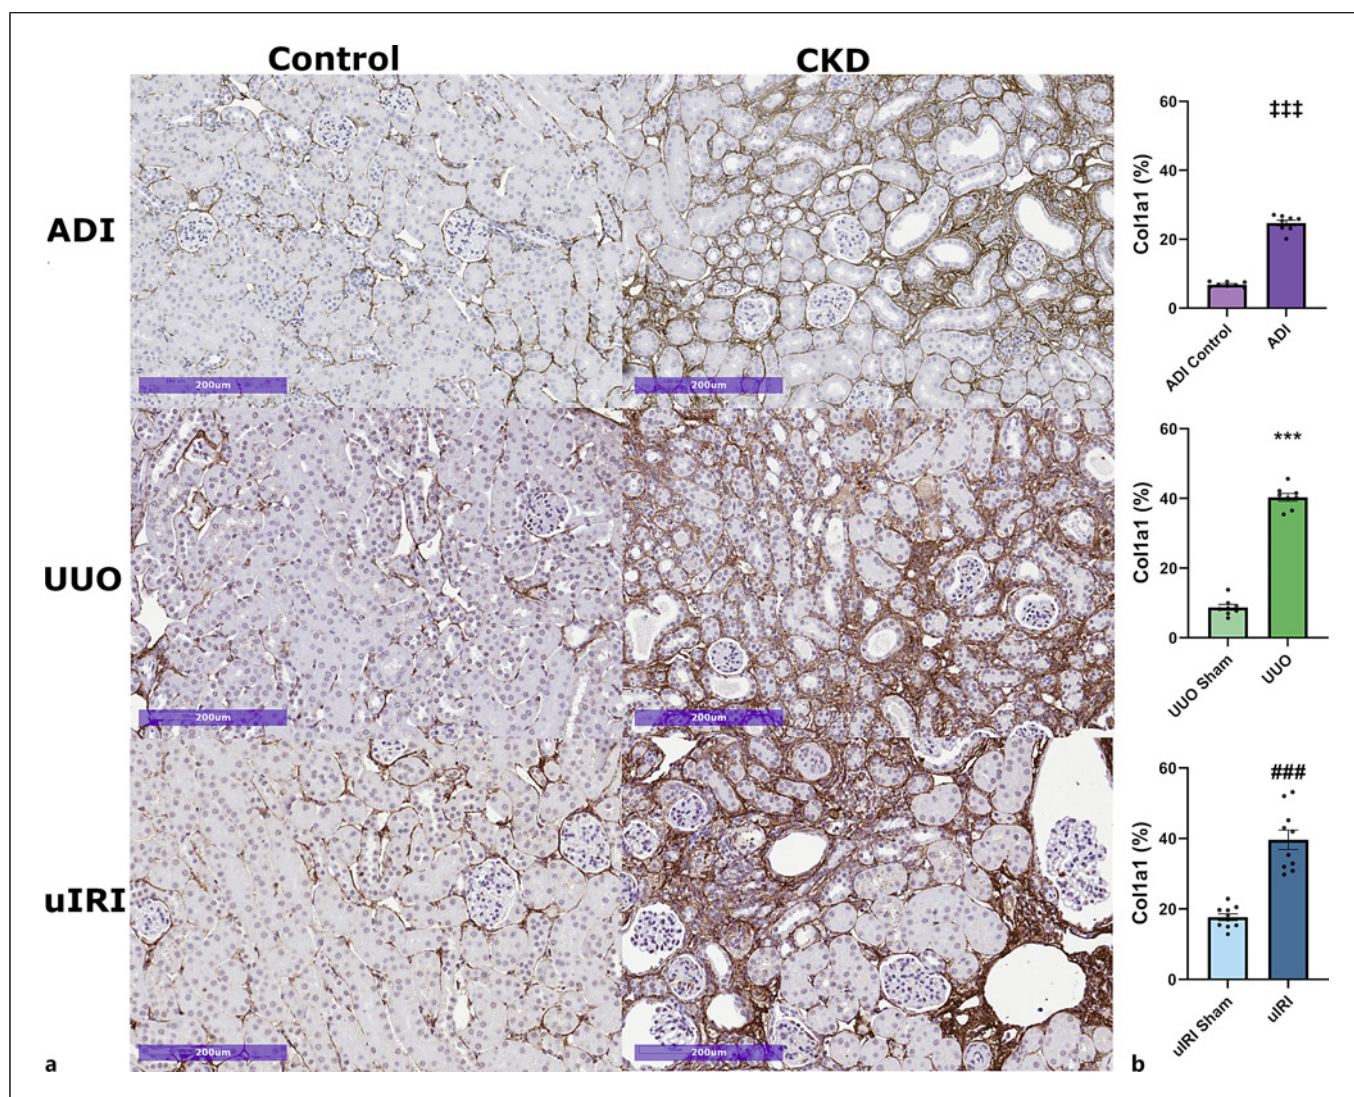 Control
CKD
ADI
200um
200um
UUO
200um
200um
uIRI
200um
200um
a
60
40
20
0
Col1a1 (%)
‡‡‡
ADI Control
ADI
60
40
20
0
Col1a1 (%)
***
UUO Sham
UUO
60
40
20
0
Col1a1 (%)
###
uIRI Sham
uIRI
b